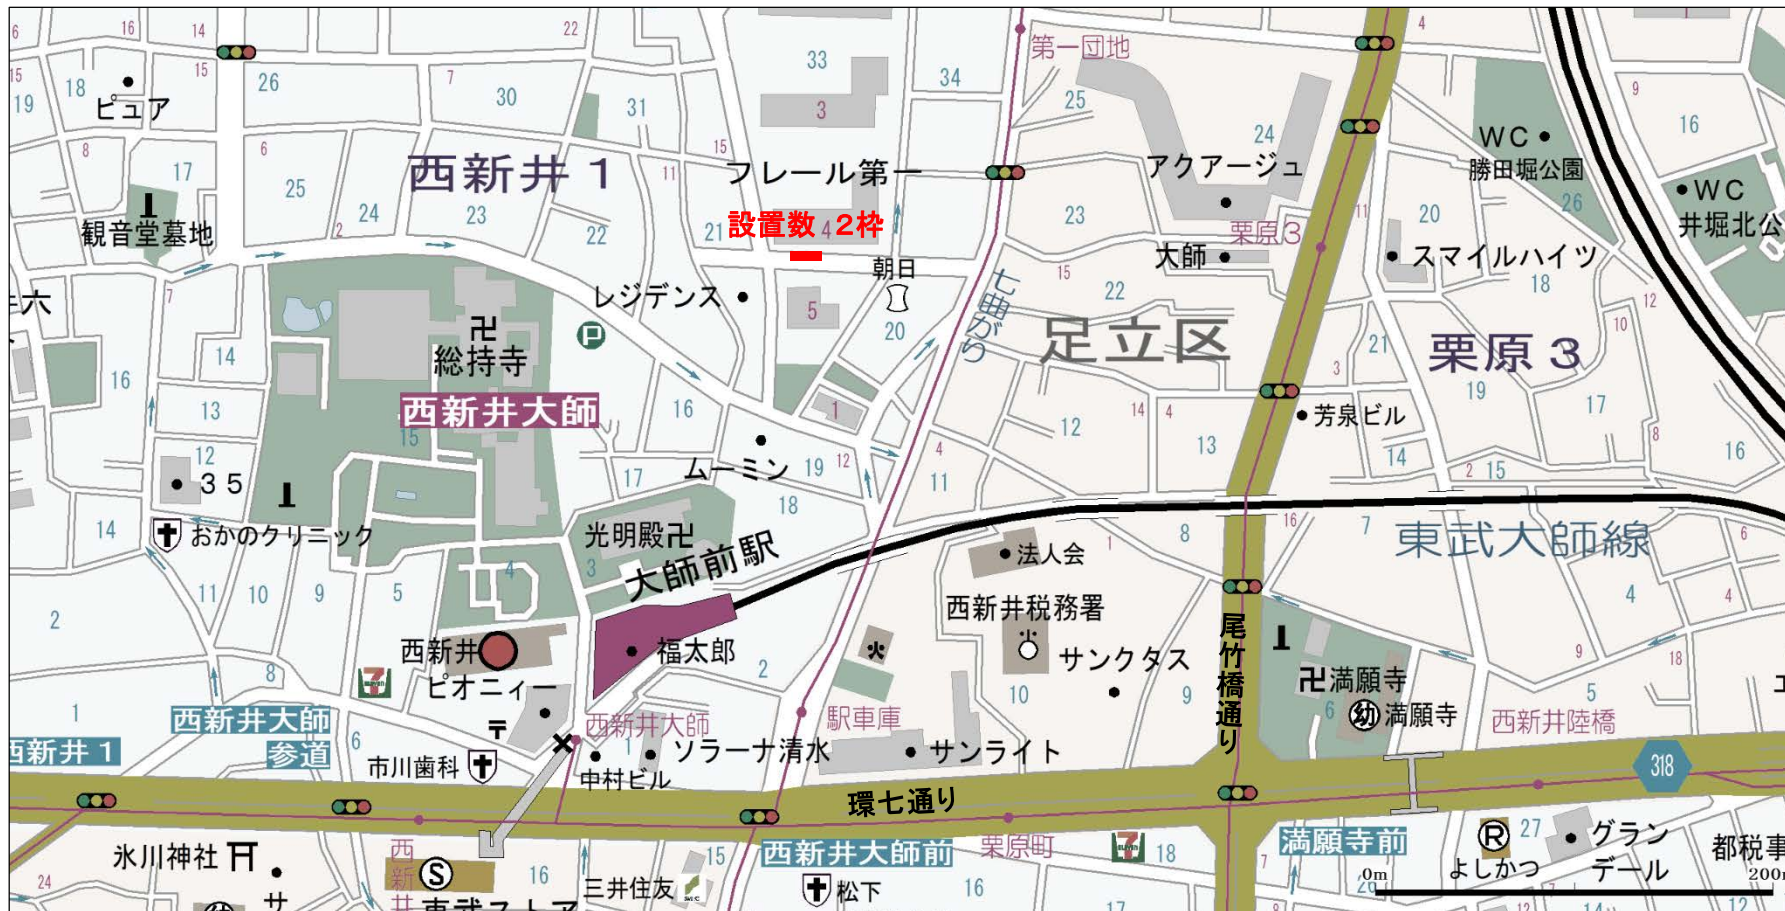 第一団地
ピュア
西新井1
フレール第一
アクアージュ
WC
勝田堀公園
WC
井堀北公
観音堂墓地
設置数 2枠
栗原3
大師
スマイルハイツ
朝日
レジデンス
七曲がり
足立区
栗原3
総持寺
西新井大師
芳泉ビル
ムーミン
35
おかのクリニック
光明殿
大師前駅
法人会
東武大師線
西新井税務署
サンクタス
尾竹橋通り
西新井
ピオニィー
福太郎
満願寺
幼
満願寺
西新井大師
参道
西新井大師
駅車庫
西新井陸橋
西新井1
市川歯科
ソラーナ清水
中村ビル
サンライト
318
環七通り
氷川神社
西新井大師前
栗原町
満願寺前
グラン
デール
よしかつ
都税事
三井住友
松下
東武ストア
サ
0m
200m